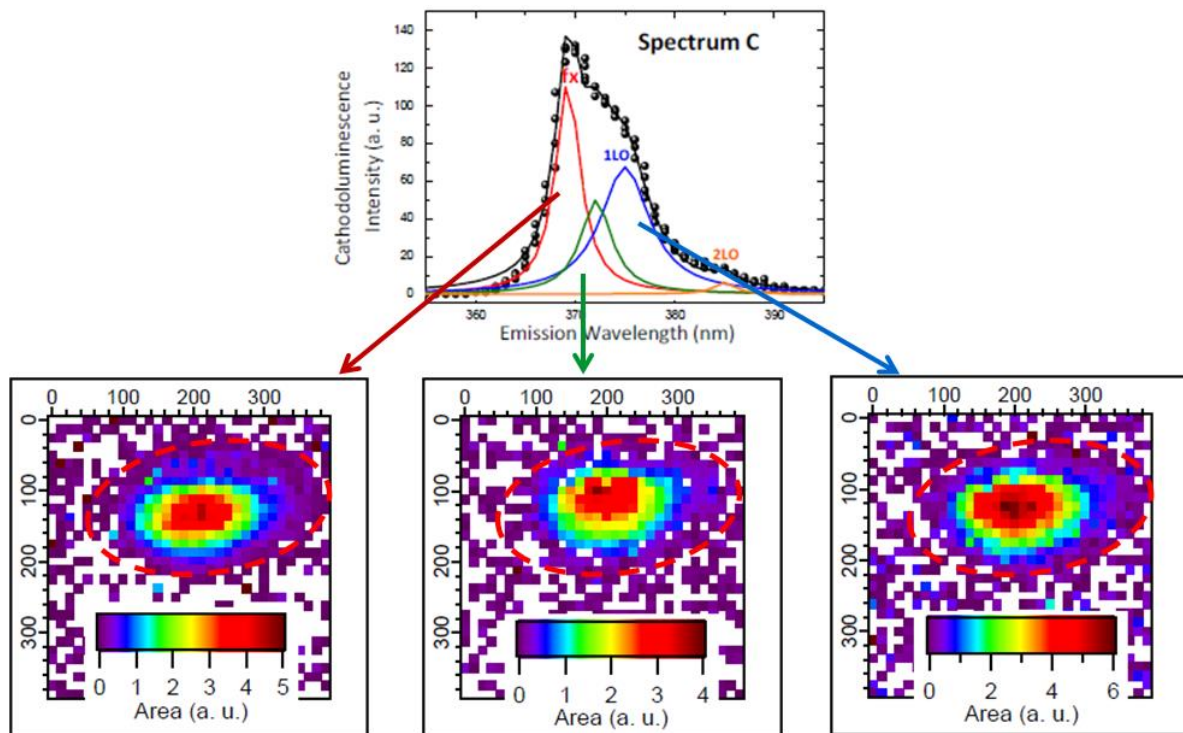 Spectrum C
140
120
100
80
60
40
20
0
fx
1LO
2LO
Cathodoluminescence
Intensity (a. u.)
360 370 380 390
Emission Wavelength (nm)
0 100 200 300
0
100
200
300
0 1 2 3 4 5
Area (a. u.)
0 100 200 300
0
100
200
300
0 1 2 3 4
Area (a. u.)
0 100 200 300
0
100
200
300
0 2 4 6
Area (a. u.)